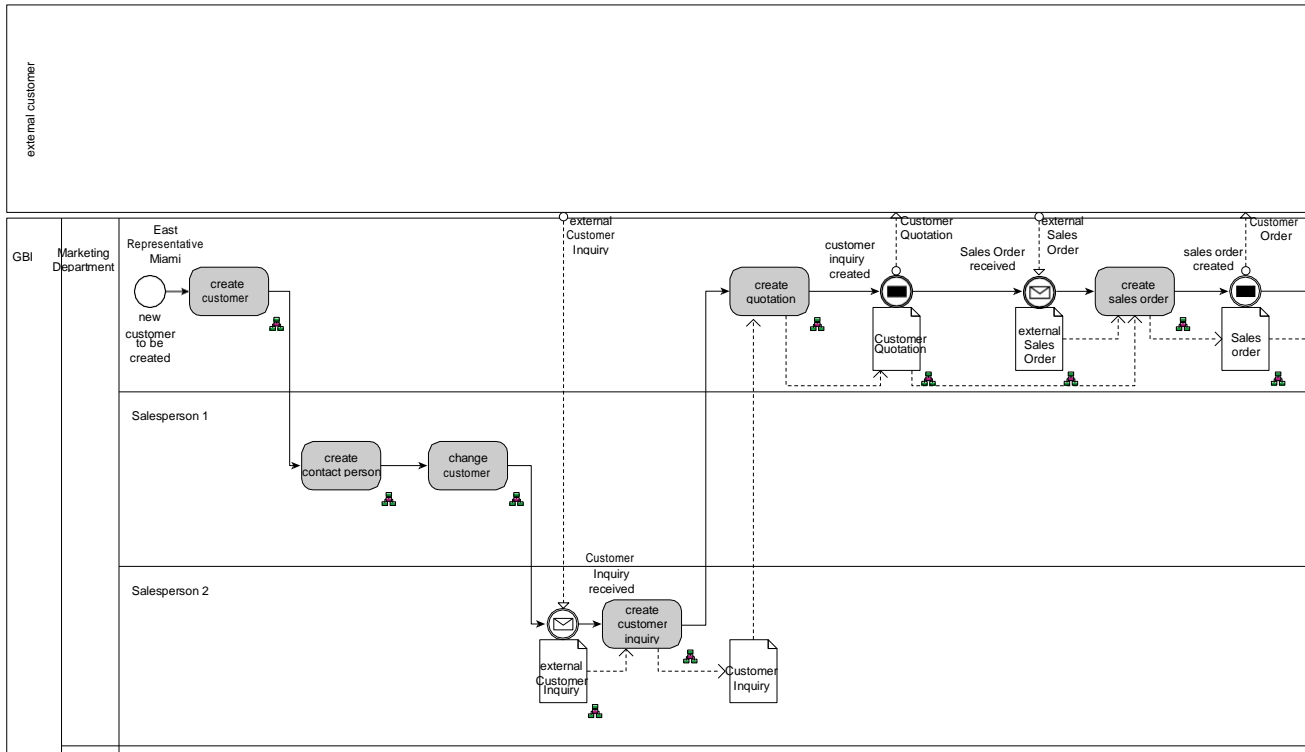 external customer
external
Customer
Inquiry
Customer
Quotation
external
Sales
Order
Customer
Order
GBI
Marketing
Department
East
Representative
Miami
new
customer
to be
created
create
customer
create
quotation
customer
inquiry
created
Customer
Quotation
Sales Order
received
external
Sales
Order
create
sales order
sales order
created
Sales
order
Salesperson 1
create
contact person
change
customer
Salesperson 2
Customer
Inquiry
received
external
Customer
Inquiry
create
customer
inquiry
Customer
Inquiry